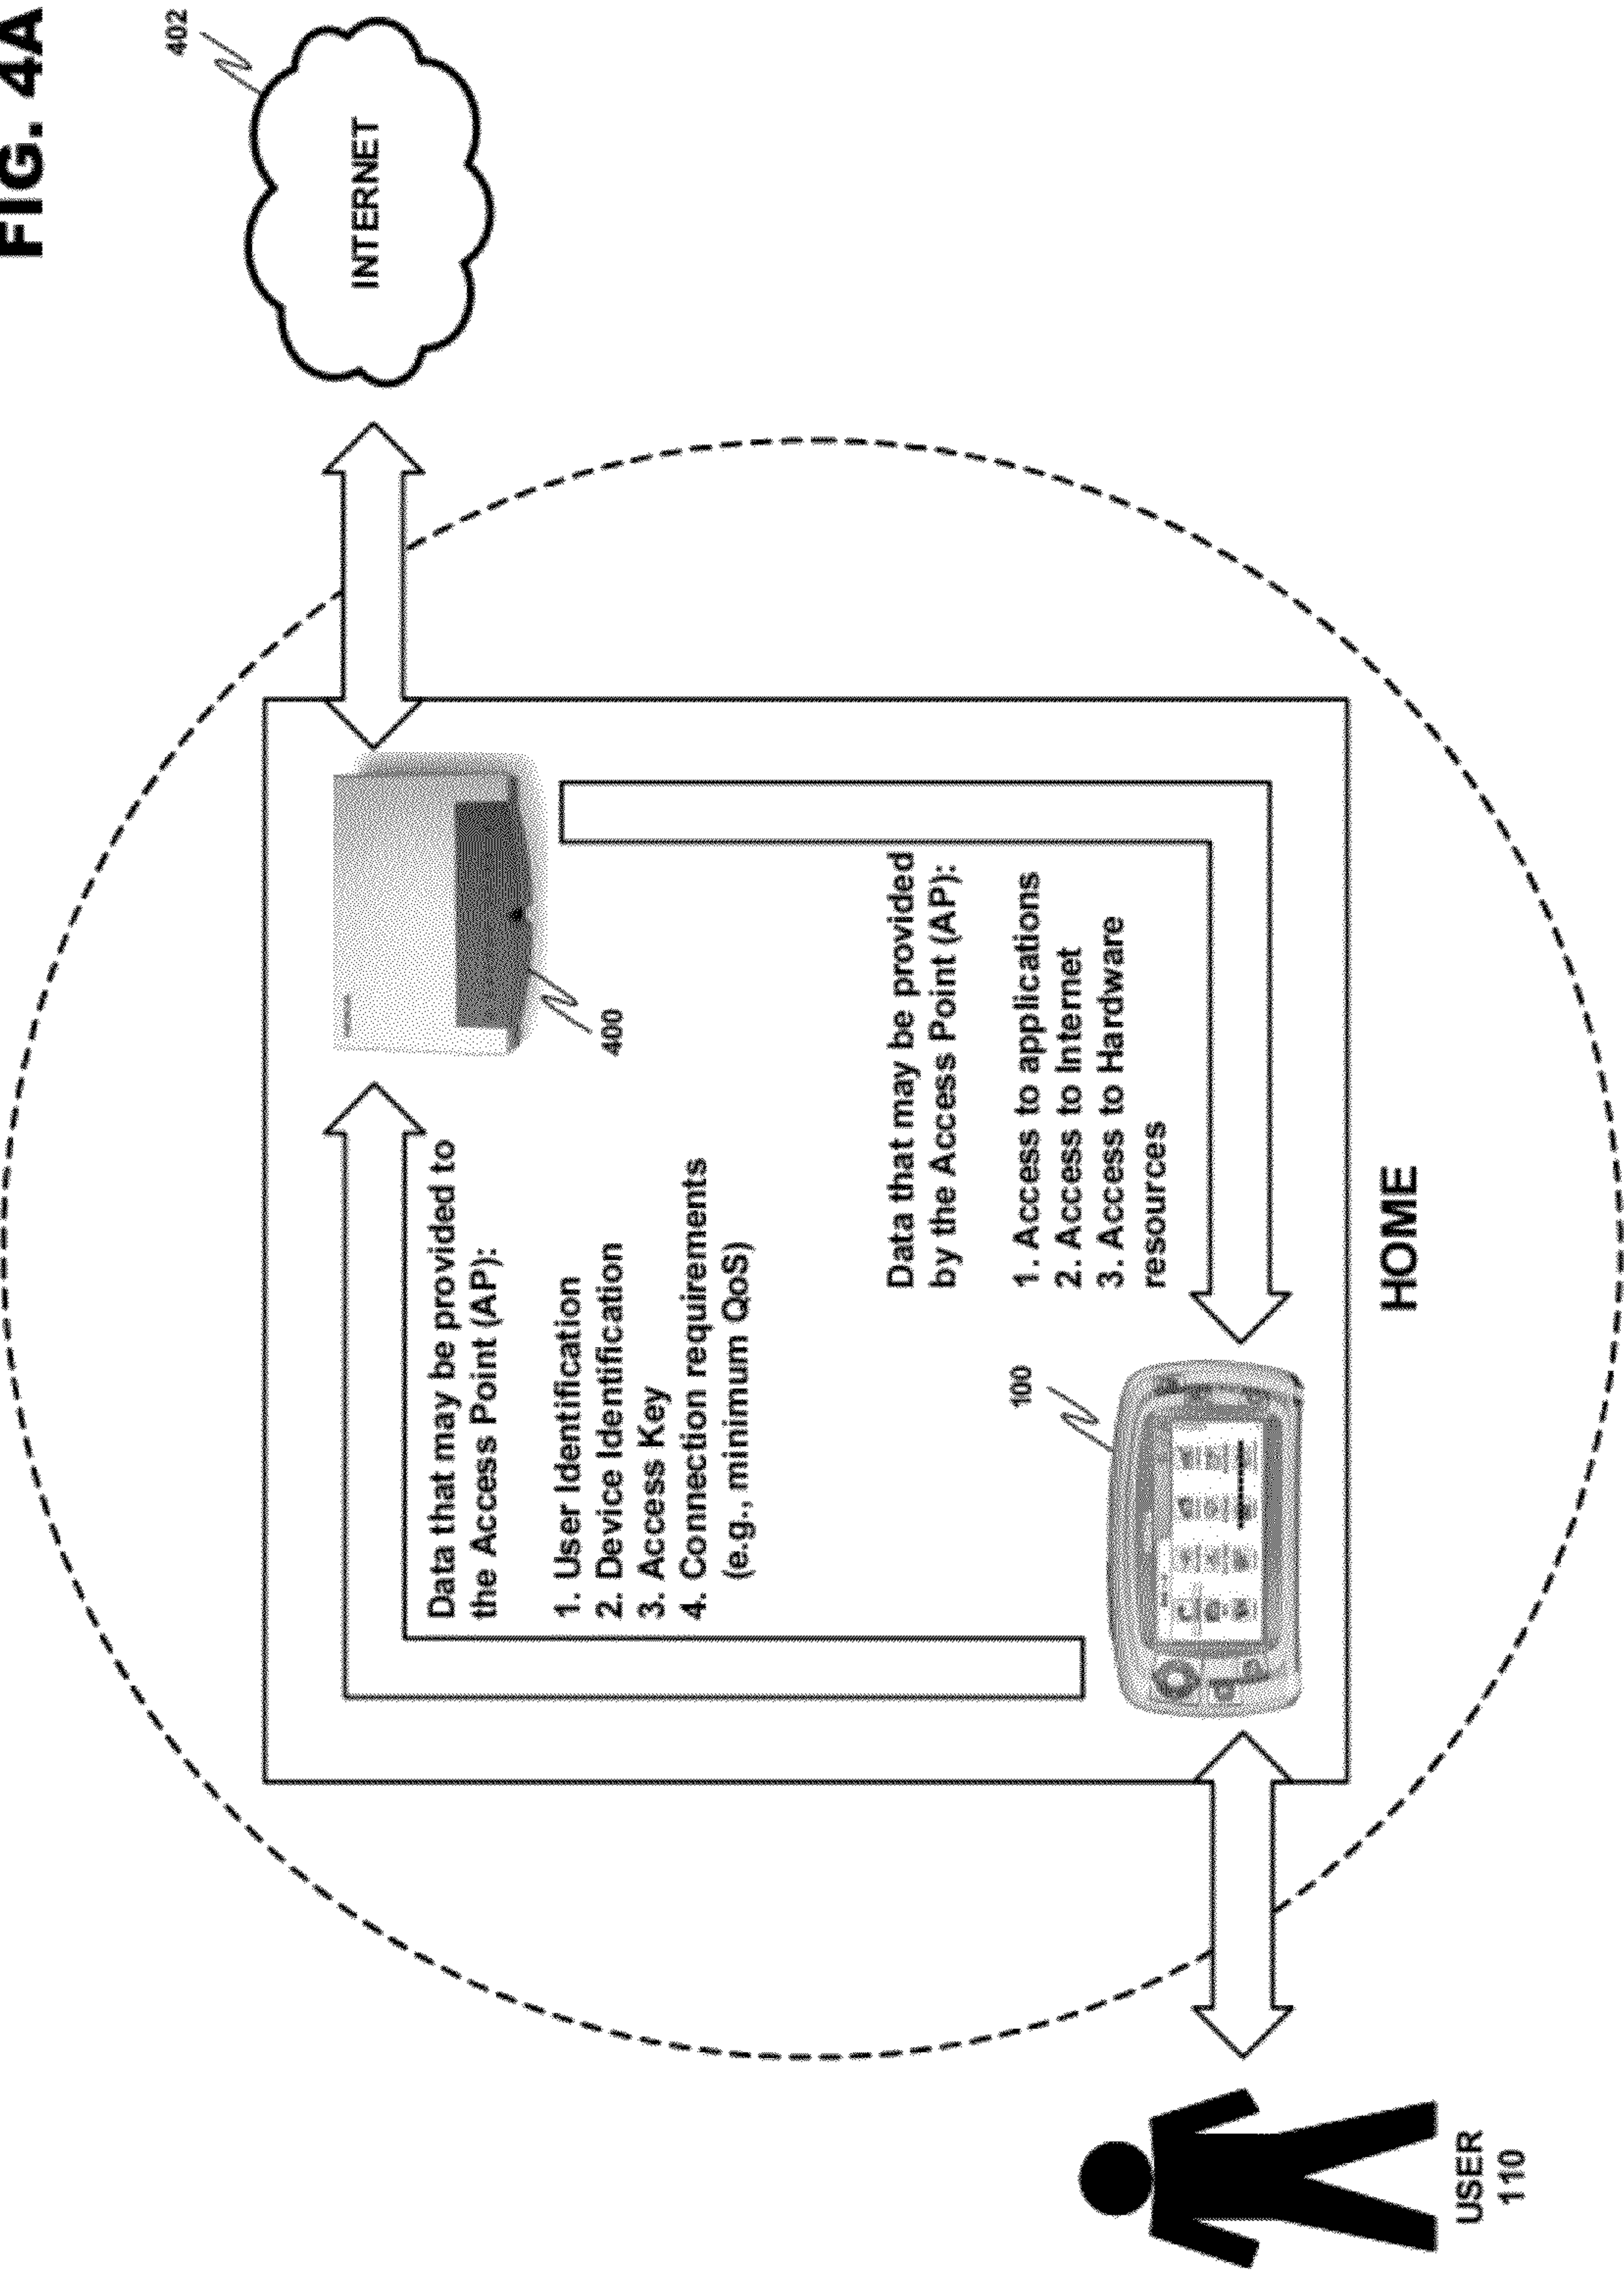 FIG. 4A
402
INTERNET
400
Data that may be provided to
the Access Point (AP):
1. User Identification
2. Device Identification
3. Access Key
4. Connection requirements
(e.g., minimum QoS)
Data that may be provided
by the Access Point (AP):
1. Access to applications
2. Access to Internet
3. Access to Hardware
resources
100
HOME
USER
110